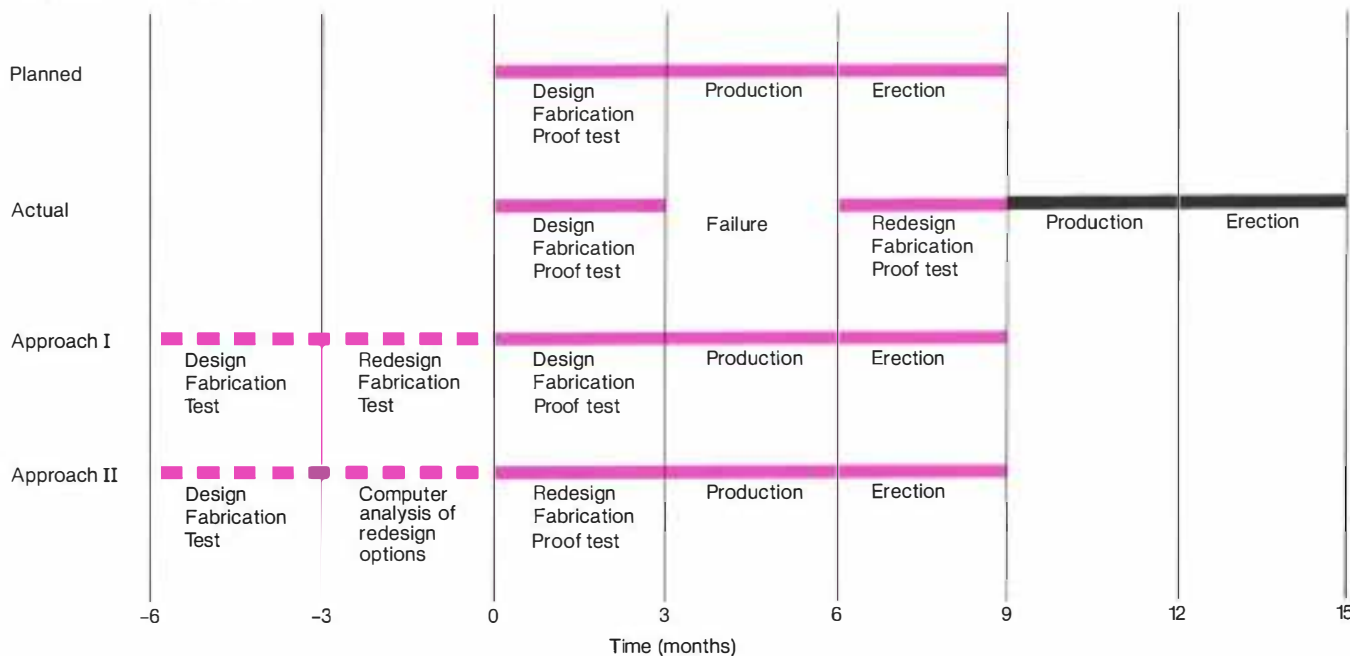 Planned
Design
Fabrication
Proof test
Production
Erection
Actual
Design
Fabrication
Proof test
Failure
Redesign
Fabrication
Proof test
Production
Erection
Approach I
Design
Fabrication
Test
Redesign
Fabrication
Test
Design
Fabrication
Proof test
Production
Erection
Approach II
Design
Fabrication
Test
Computer
analysis of
redesign
options
Redesign
Fabrication
Proof test
Production
Erection
–6
–3
0
3
6
9
12
15
Time (months)